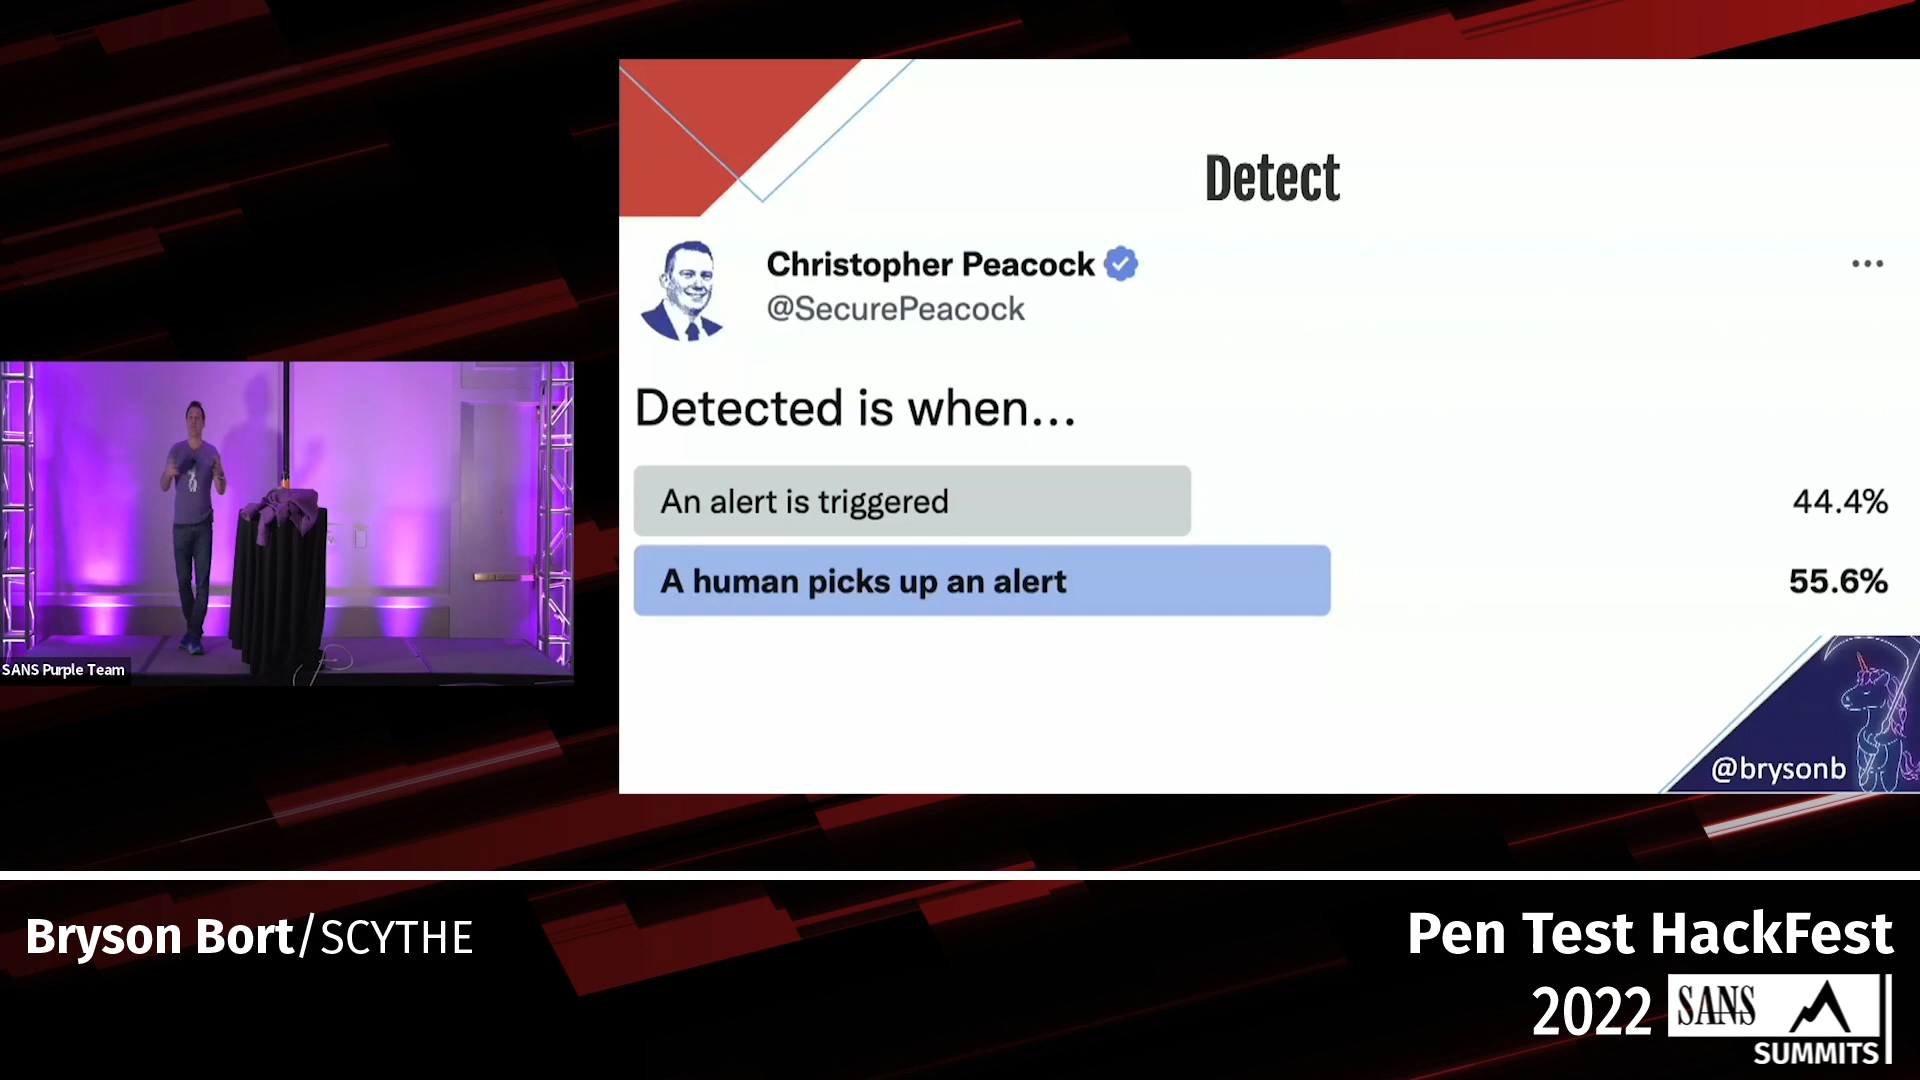 Detect
Christopher Peacock
@SecurePeacock
Detected is when...
An alert is triggered 44.4%
A human picks up an alert 55.6%
@brysonb
SANS Purple Team
Bryson Bort/SCYTHE
Pen Test HackFest
2022 SANS
SUMMITS